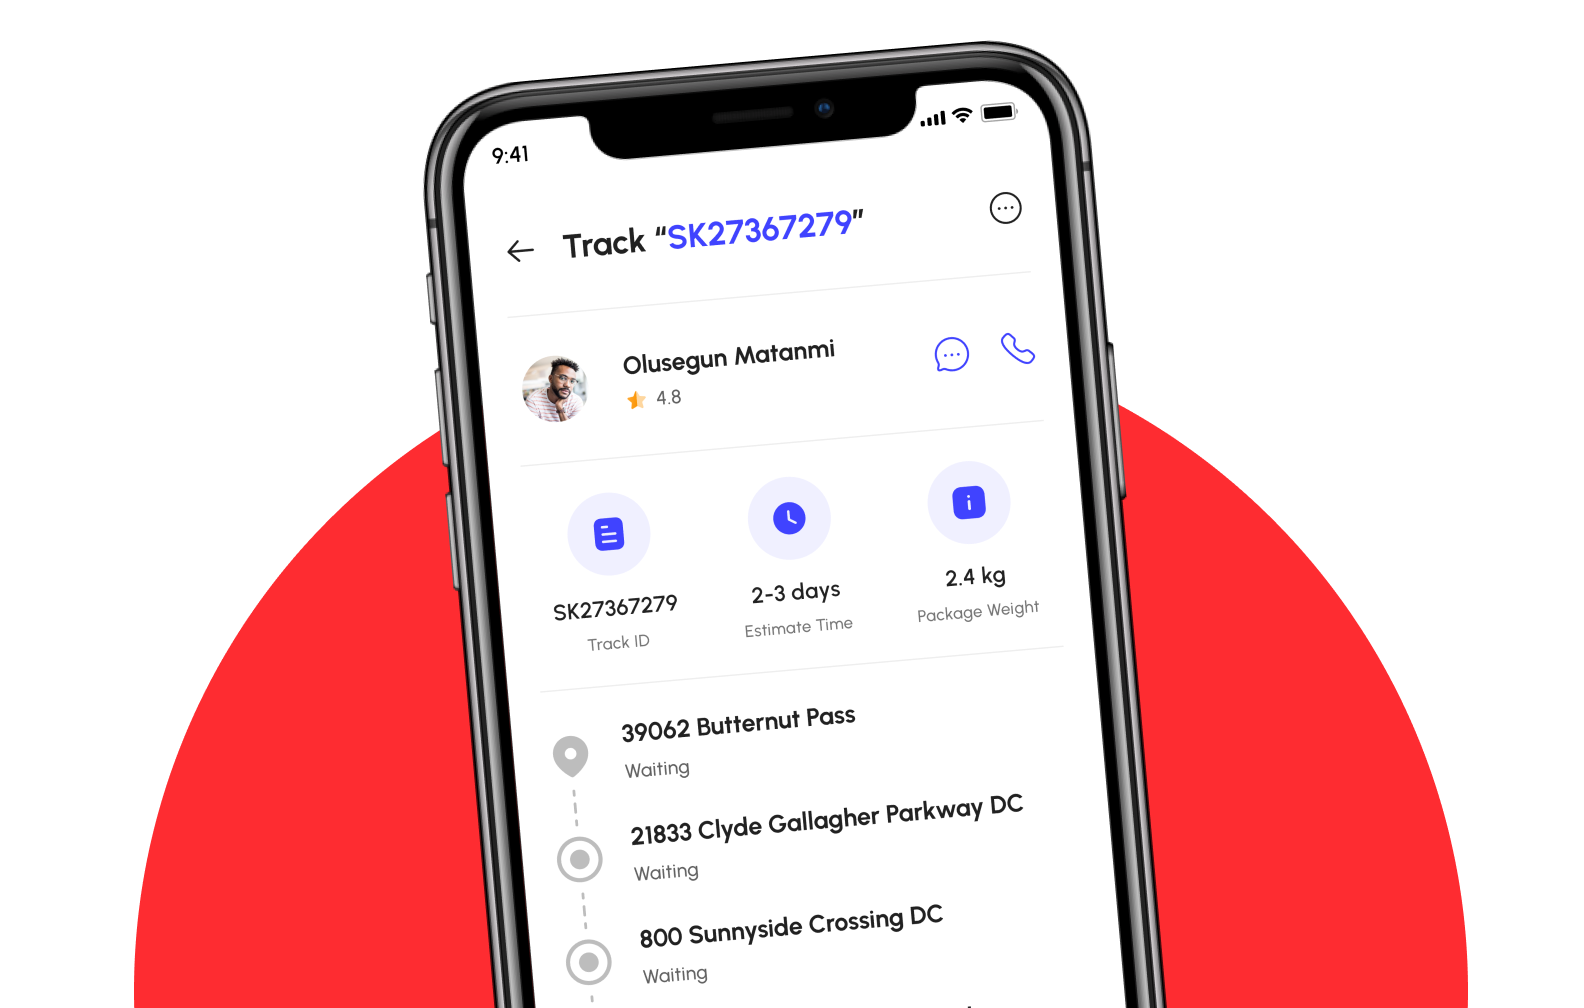 9:41
Track “SK27367279”
Olusegun Matanmi
4.8
SK27367279
Track ID
2-3 days
Estimate Time
2.4 kg
Package Weight
39062 Butternut Pass
Waiting
21833 Clyde Gallagher Parkway DC
Waiting
800 Sunnyside Crossing DC
Waiting